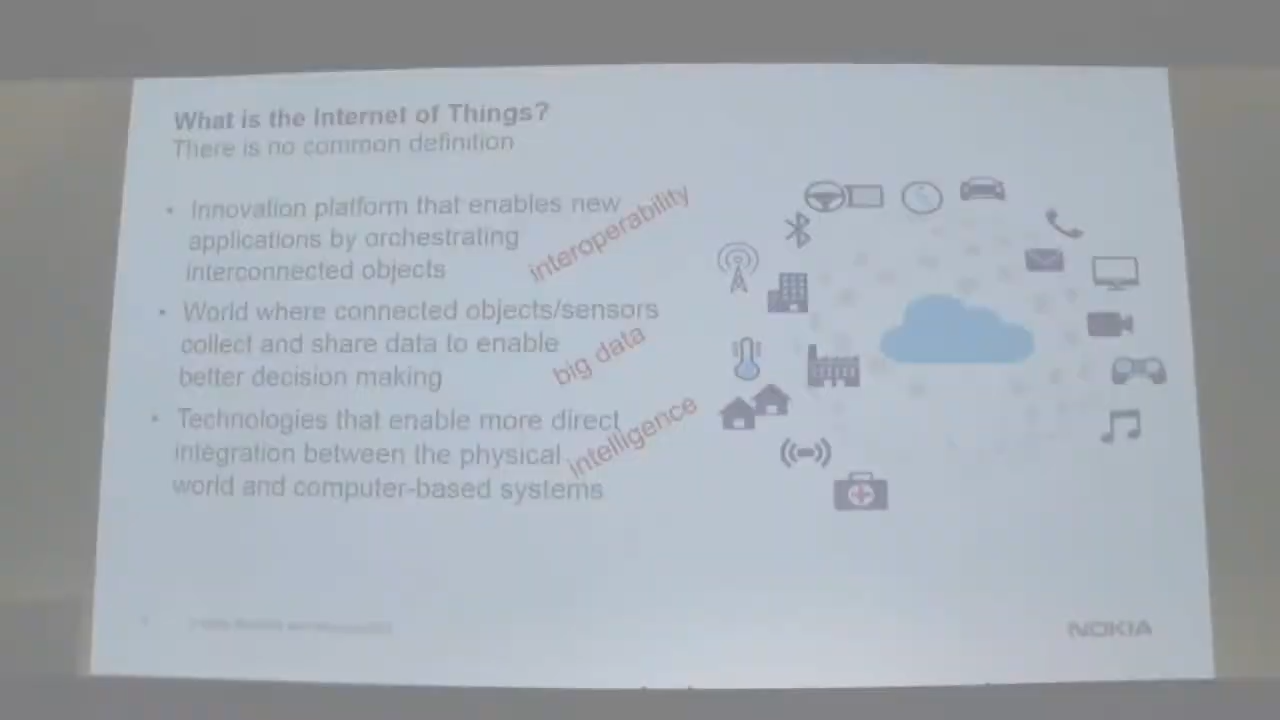 What is the Internet of Things?
There is no common definition
• Innovation platform that enables new
applications by orchestrating
interconnected objects
interoperability
• World where connected objects/sensors
collect and share data to enable
better decision making
big data
• Technologies that enable more direct
integration between the physical
world and computer-based systems
intelligence
NOKIA